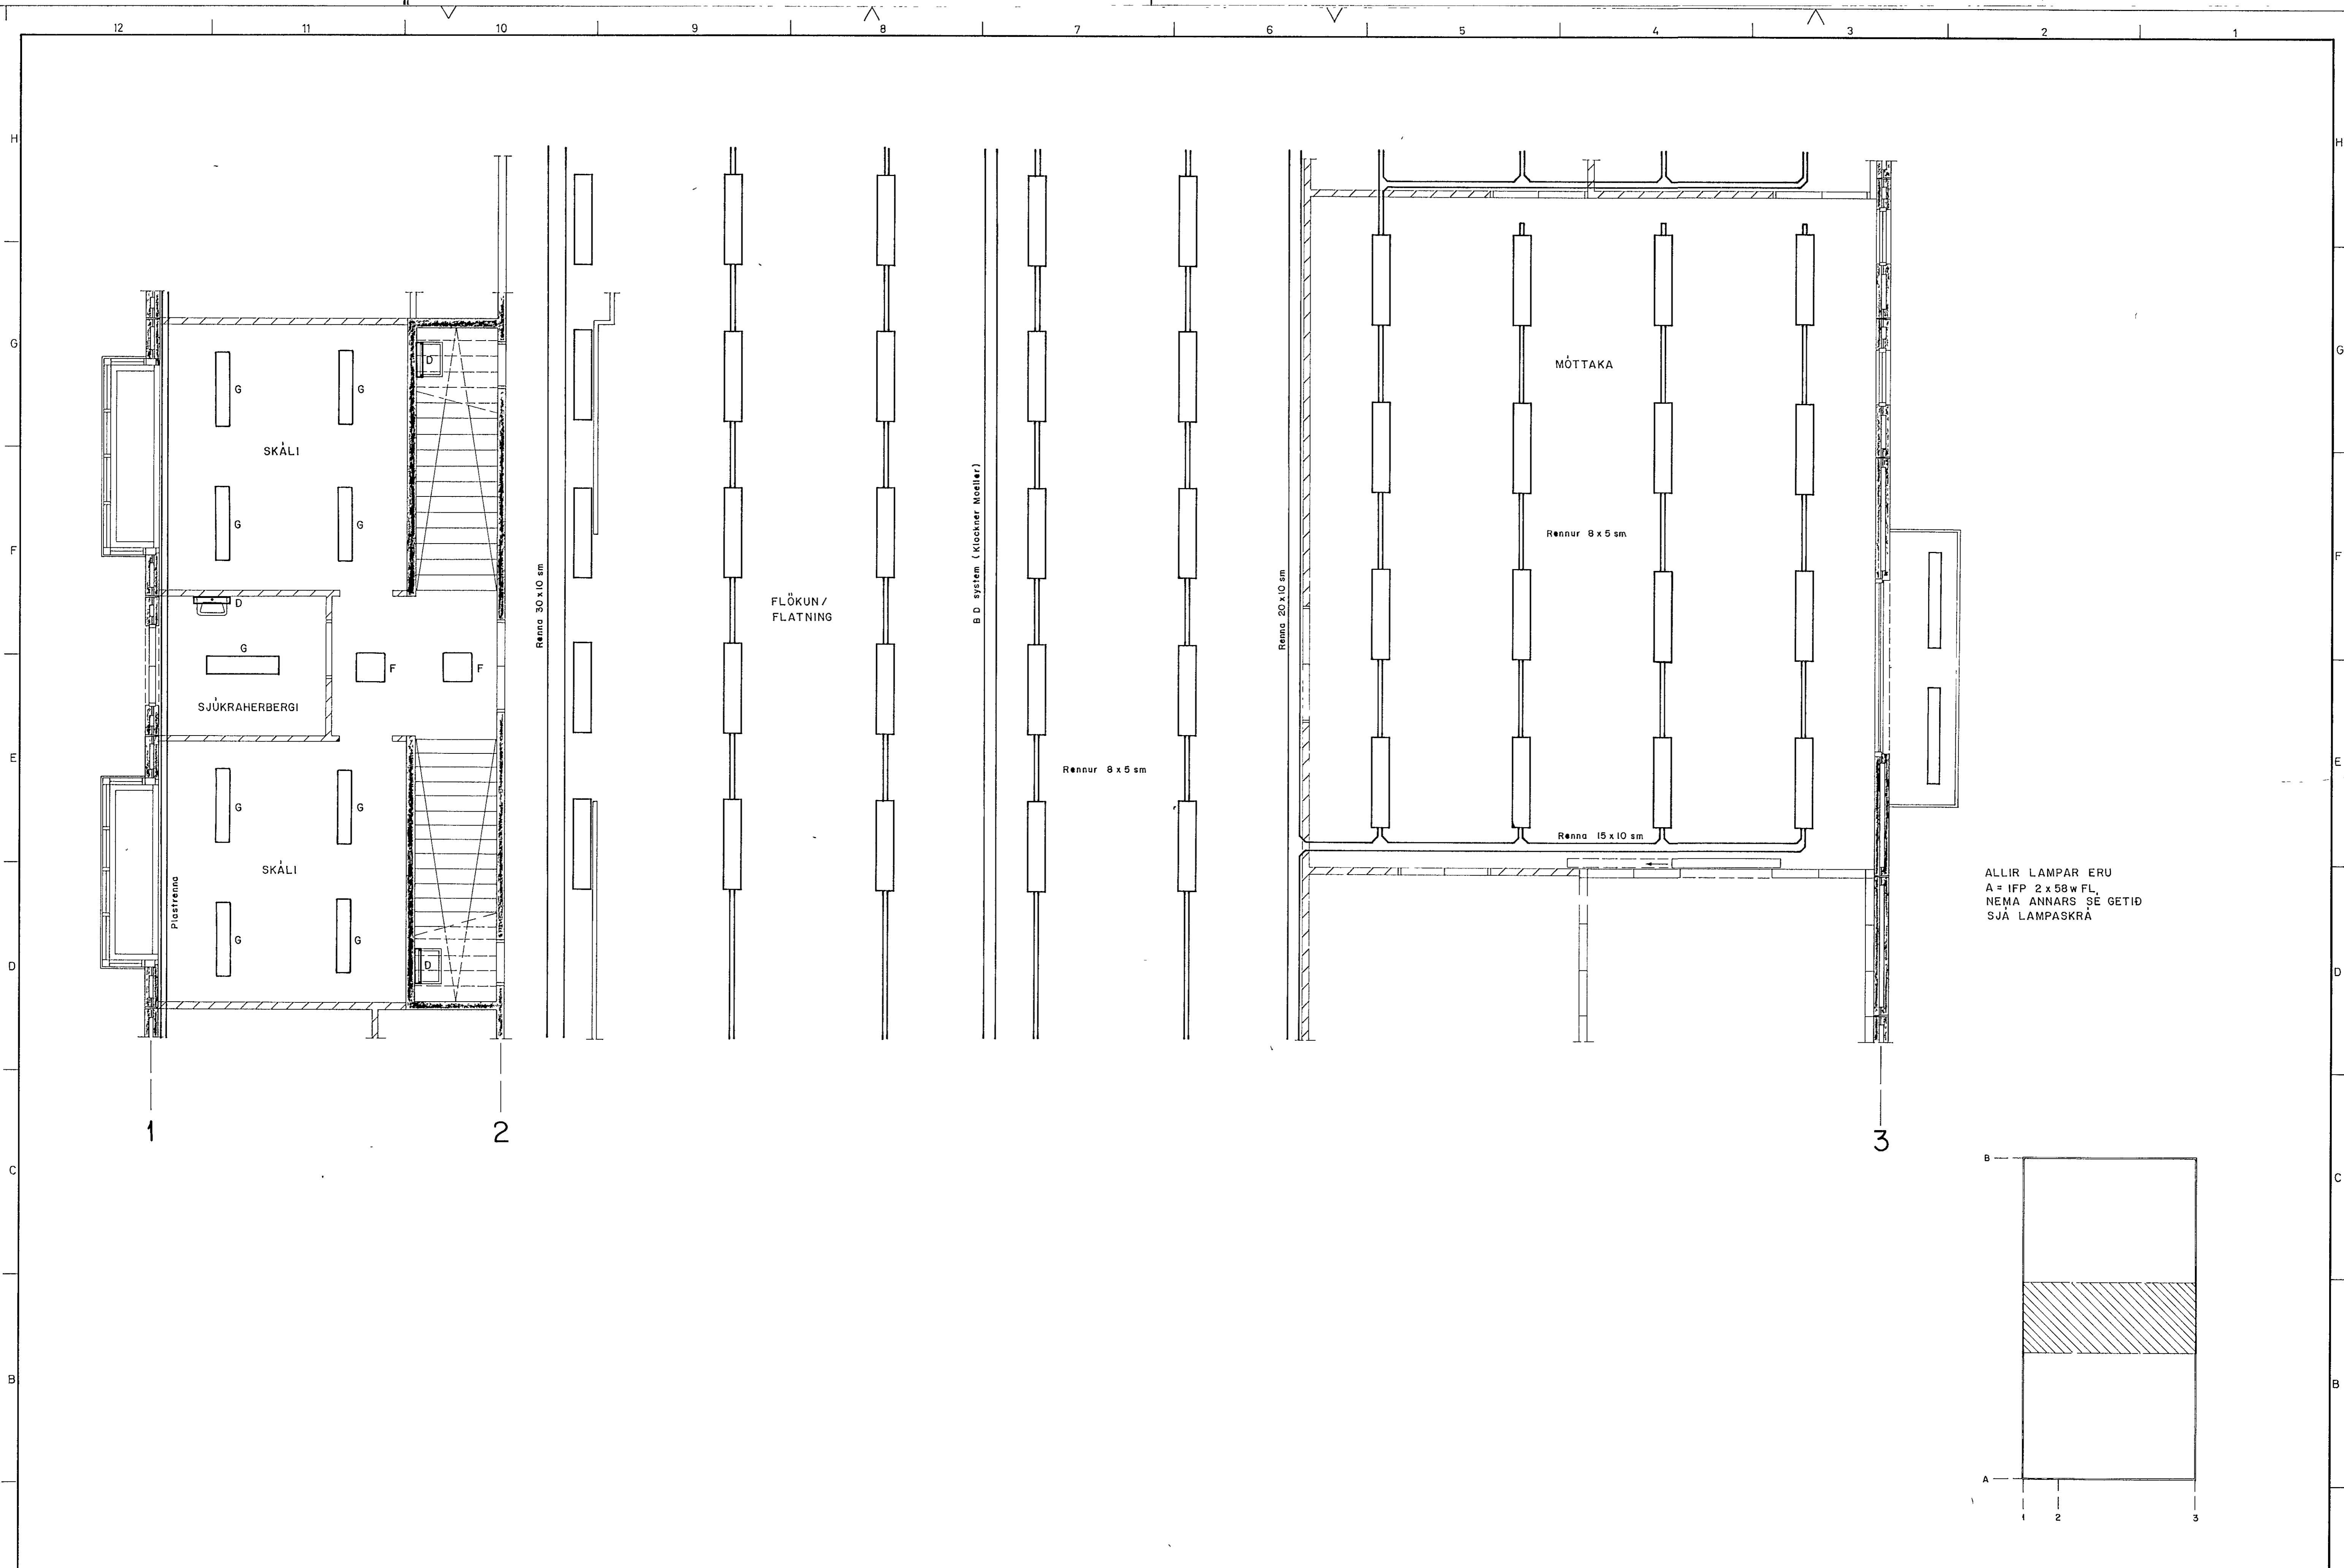 12 11 10 9 8 7 6 5 4 3 2 1
H H
G G
F F
E E
D D
C C
B B
D
G G
SKÁLI
G G
D
G
F F
SJÚKRAHERBERGI
G G
SKÁLI
G G
D
Plastrenna
Renna 30 x 10 sm
FLÖKUN/
FLATNING
B D system (Klockner Moeller)
Rennur 8 x 5 sm
Renna 20 x 10 sm
MÓTTAKA
Rennur 8 x 5 sm
Renna 15 x 10 sm
ALLIR LAMPAR ERU
A = IFP 2 x 58 w FL,
NEMA ANNARS SÉ GETIÐ
SJÁ LAMPASKRÁ
1 2 3
B
A
1 2 3